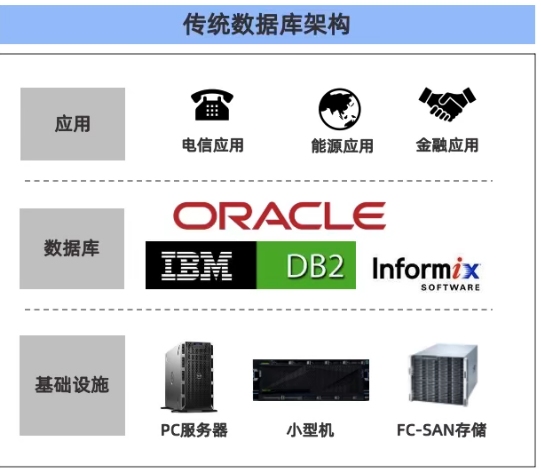 传统数据库架构
应用
电信应用
能源应用
金融应用
数据库
ORACLE
IBM
DB2
Informix
SOFTWARE
基础设施
PC服务器
小型机
FC-SAN存储